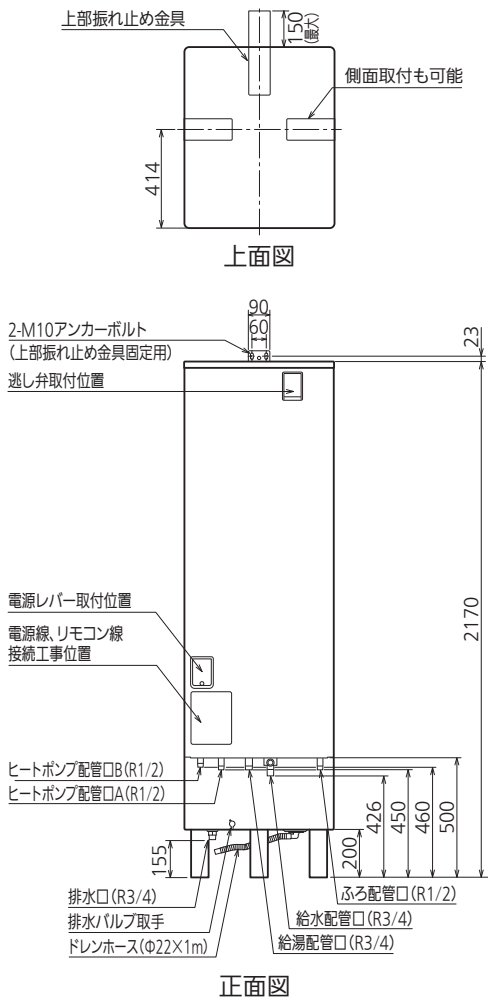 上部振れ止め金具
150
(最大)
側面取付も可能
414
上面図
90
60
23
2-M10アンカーボルト
(上部振れ止め金具固定用)
逃し弁取付位置
2170
電源レバー取付位置
電源線、リモコン線
接続工事位置
ヒートポンプ配管口B(R1/2)
ヒートポンプ配管口A(R1/2)
426
450
460
500
155
200
排水口(R3/4)
排水バルブ取手
ドレンホース(Φ22×1m)
ふろ配管口(R1/2)
給水配管口(R3/4)
給湯配管口(R3/4)
正面図